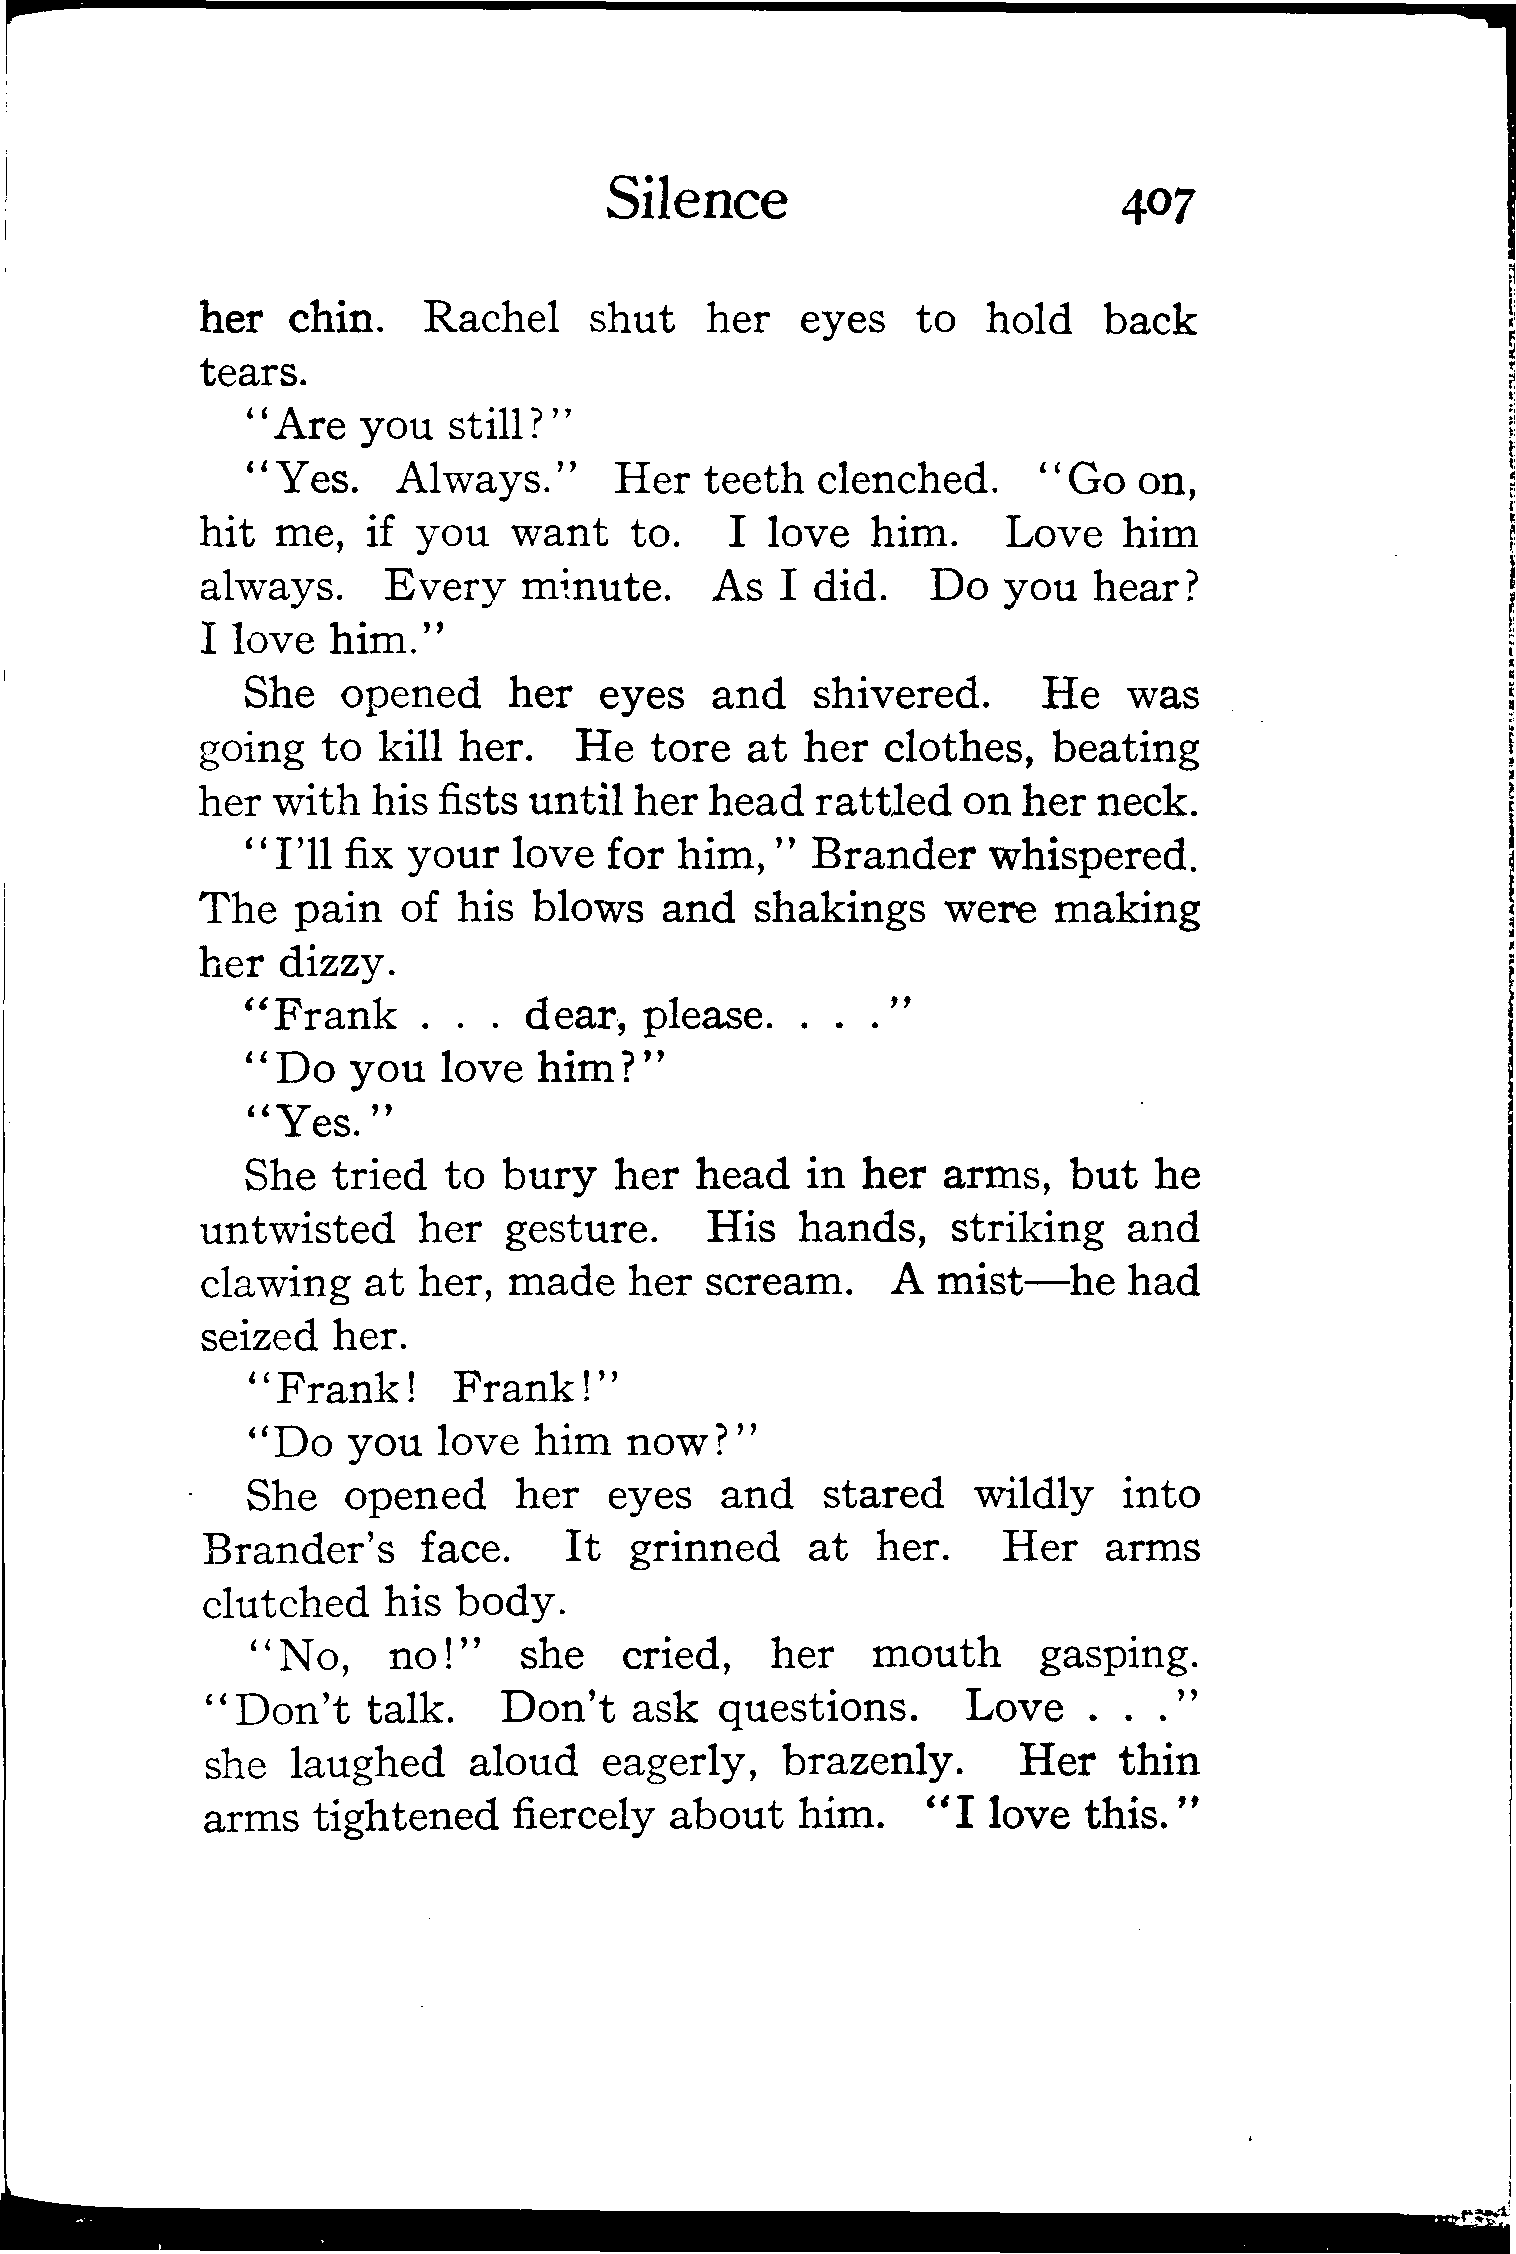 Silence 407
her chin. Rachel shut her eyes to hold back
tears.
"Are you still?"
"Yes. Always." Her teeth clenched. "Go on,
hit me, if you want to. I love him. Love him
always. Every minute. As I did. Do you hear?
I love him."
She opened her eyes and shivered. He was
going to kill her. He tore at her clothes, beating
her with his fists until her head rattled on her neck.
"I'll fix your love for him," Brander whispered.
The pain of his blows and shakings were making
her dizzy.
"Frank . . . dear, please. . . ."
"Do you love him?"
"Yes."
She tried to bury her head in her arms, but he
untwisted her gesture. His hands, striking and
clawing at her, made her scream. A mist—he had
seized her.
"Frank! Frank!"
"Do you love him now?"
She opened her eyes and stared wildly into
Brander's face. It grinned at her. Her arms
clutched his body.
"No, no!" she cried, her mouth gasping.
"Don't talk. Don't ask questions. Love . . ."
she laughed aloud eagerly, brazenly. Her thin
arms tightened fiercely about him. "I love this."